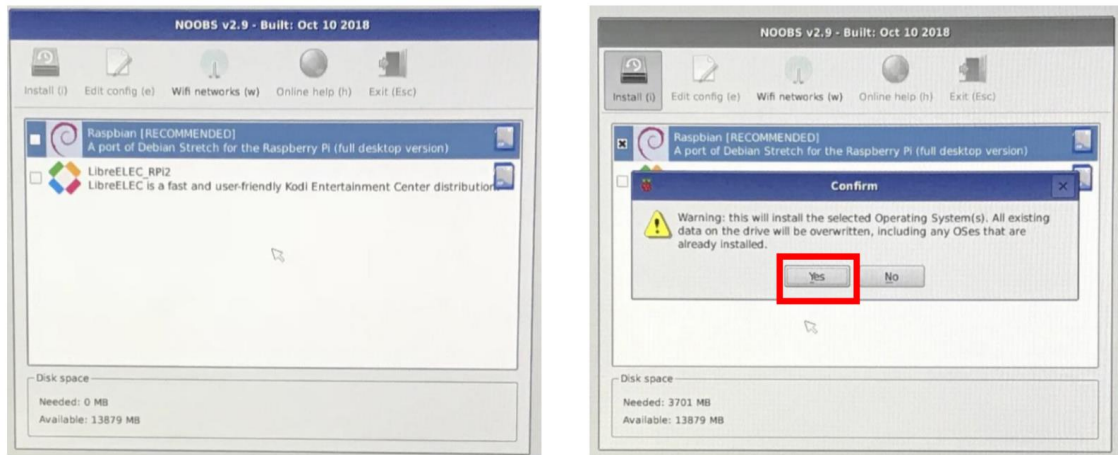 NOOBS v2.9 - Built: Oct 10 2018
Install (i) Edit config (e) Wifi networks (w) Online help (h) Exit (Esc)
Raspbian [RECOMMENDED]
A port of Debian Stretch for the Raspberry Pi (full desktop version)
LibreELEC_RPi2
LibreELEC is a fast and user-friendly Kodi Entertainment Center distribution
Disk space
Needed: 0 MB
Available: 13879 MB
NOOBS v2.9 - Built: Oct 10 2018
Install (i) Edit config (e) Wifi networks (w) Online help (h) Exit (Esc)
Raspbian [RECOMMENDED]
A port of Debian Stretch for the Raspberry Pi (full desktop version)
Confirm
Warning: this will install the selected Operating System(s). All existing
data on the drive will be overwritten, including any OSes that are
already installed.
Yes No
Disk space
Needed: 3701 MB
Available: 13879 MB